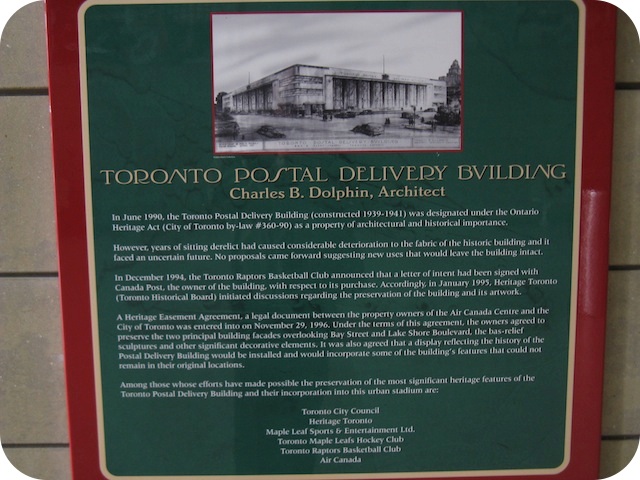 TORONTO POSTAL DELIVERY BUILDING
Charles B. Dolphin, Architect
In June 1990, the Toronto Postal Delivery Building (constructed 1939-1941) was designated under the Ontario
Heritage Act (City of Toronto by-law #360-90) as a property of architectural and historical importance.
However, years of sitting derelict had caused considerable deterioration to the fabric of the historic building and it
faced an uncertain future. No proposals came forward suggesting new uses that would leave the building intact.
In December 1994, the Toronto Raptors Basketball Club announced that a letter of intent had been signed with
Canada Post, the owner of the building, with respect to its purchase. Accordingly, in January 1995, Heritage Toronto
(Toronto Historical Board) initiated discussions regarding the preservation of the building and its artwork.
A Heritage Easement Agreement, a legal document between the property owners of the Air Canada Centre and the
City of Toronto was entered into on November 29, 1996. Under the terms of this agreement, the owners agreed to
preserve the two principal building facades overlooking Bay Street and Lake Shore Boulevard, the bas-relief
sculptures and other significant decorative elements. It was also agreed that a display reflecting the history of the
Postal Delivery Building would be installed and would incorporate some of the building's features that could not
remain in their original locations.
Among those whose efforts have made possible the preservation of the most significant heritage features of the
Toronto Postal Delivery Building and their incorporation into this urban stadium are:
Toronto City Council
Heritage Toronto
Maple Leaf Sports & Entertainment Ltd.
Toronto Maple Leafs Hockey Club
Toronto Raptors Basketball Club
Air Canada